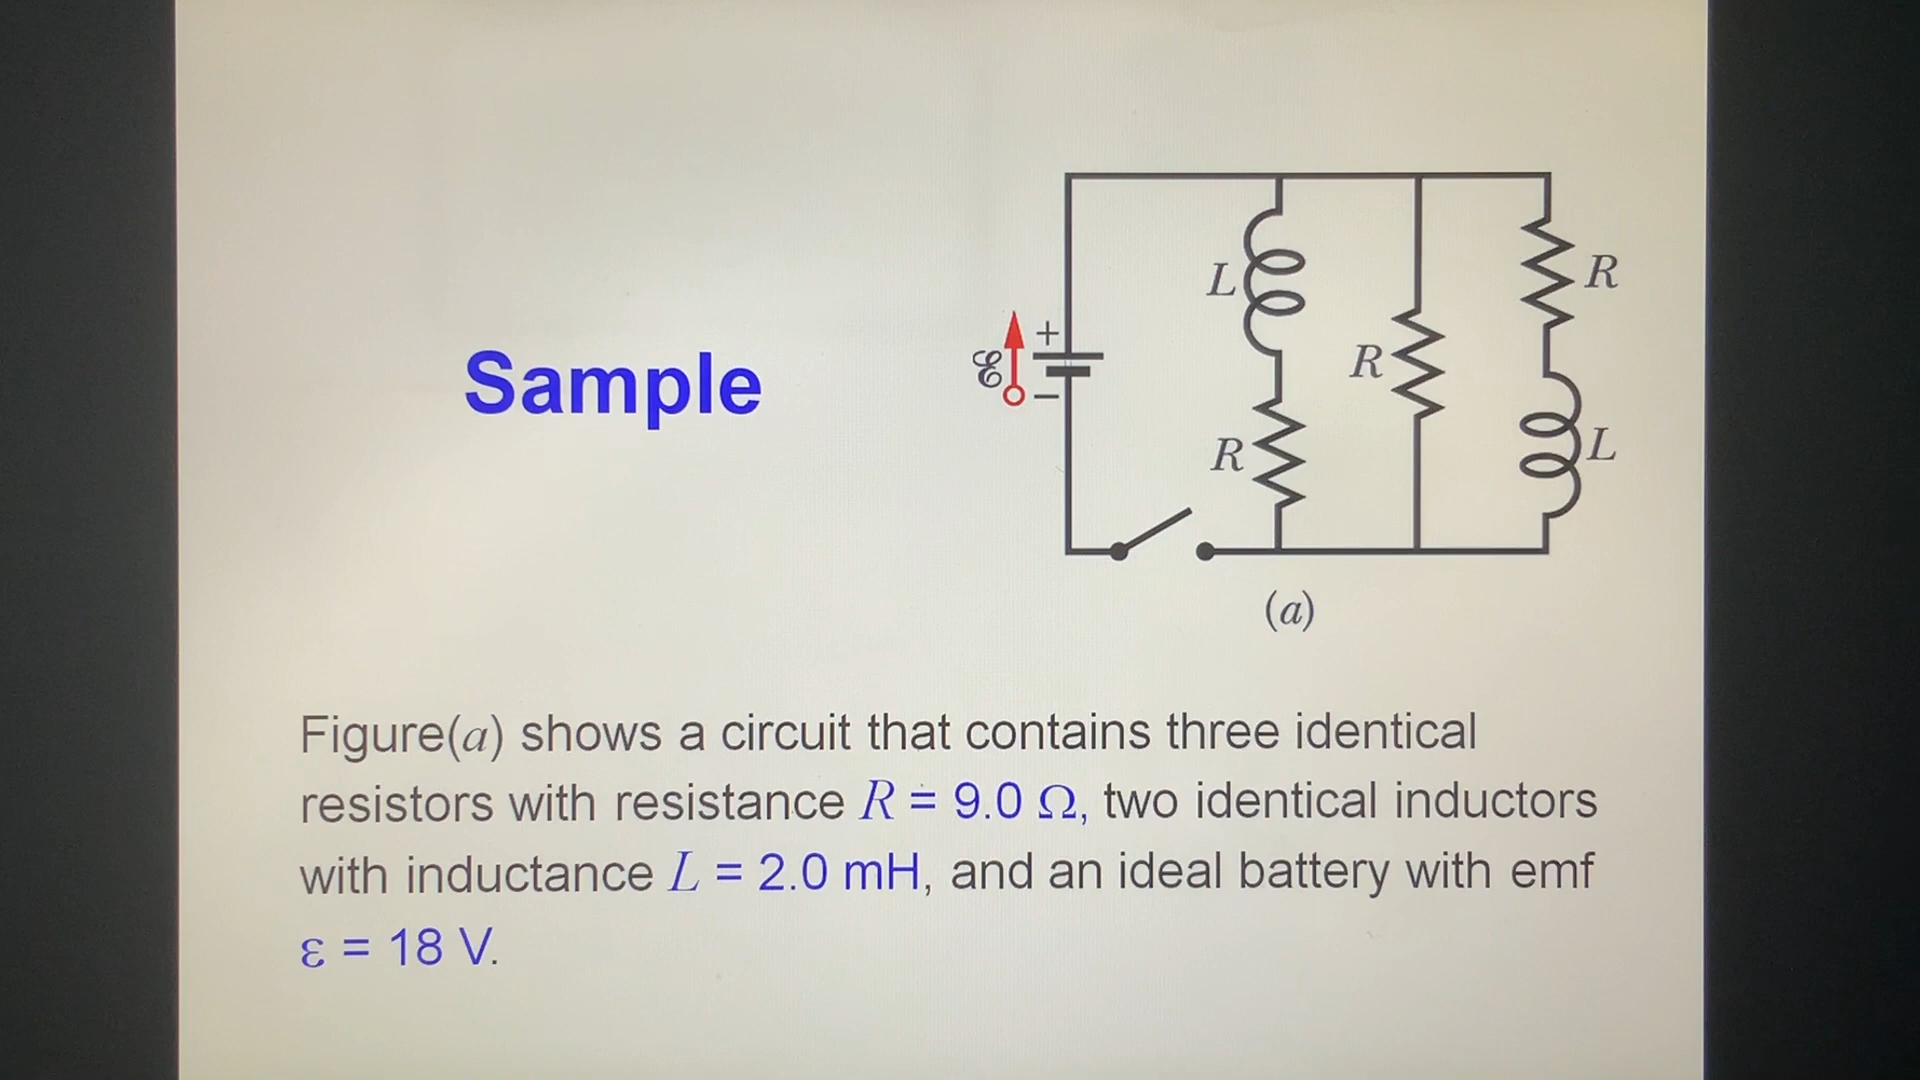 +
L
R
ℰ
R
Sample
−
R
L
(a)
Figure(a) shows a circuit that contains three identical
resistors with resistance R = 9.0 Ω, two identical inductors
with inductance L = 2.0 mH, and an ideal battery with emf
ε = 18 V.